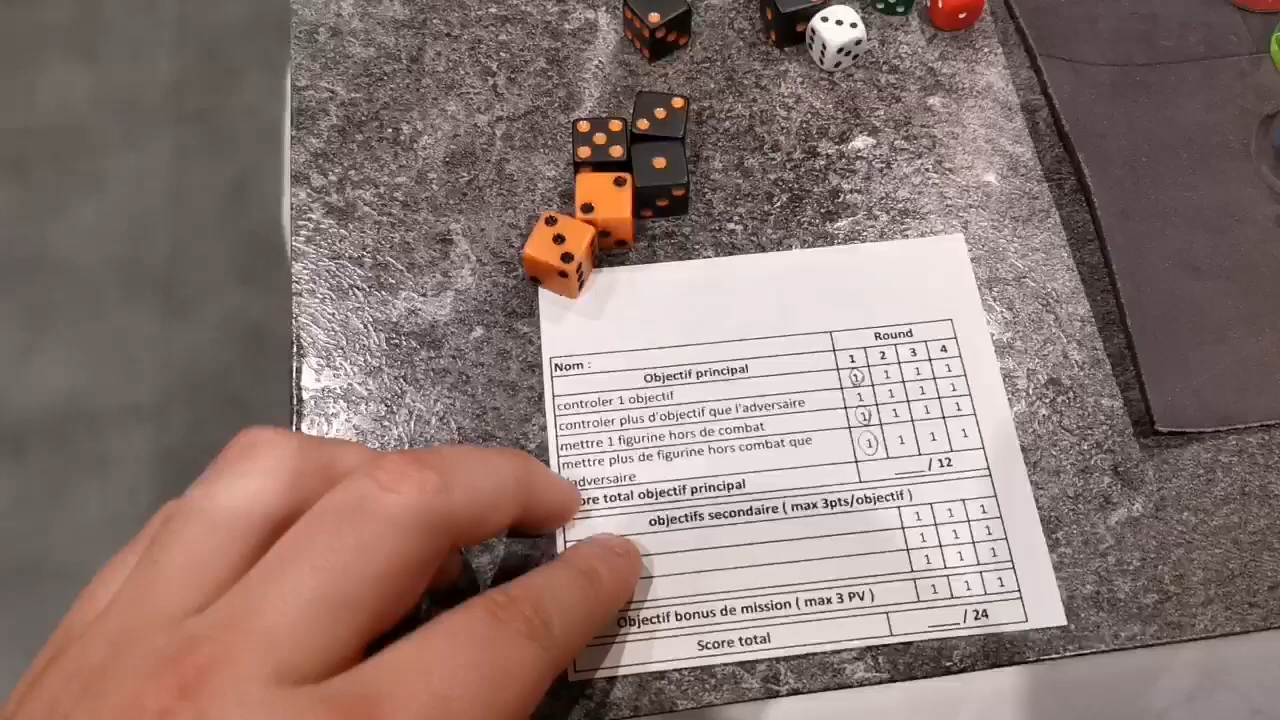 Round
Nom :
Objectif principal 1 2 3 4
controler 1 objectif 1 1 1 1
controler plus d'objectif que l'adversaire 1 1 1 1
mettre 1 figurine hors de combat 1 1 1 1
mettre plus de figurine hors combat que 1 1 1 1
adversaire
ore total objectif principal ____ / 12
objectifs secondaire ( max 3pts/objectif )
1 1 1
1 1 1
1 1 1
Objectif bonus de mission ( max 3 PV ) 1 1 1
Score total ____ / 24